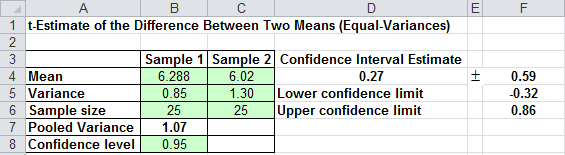 A B C D E F
1 t-Estimate of the Difference Between Two Means (Equal-Variances)
2
3 Sample 1 Sample 2 Confidence Interval Estimate
4 Mean 6.288 6.02 0.27 ± 0.59
5 Variance 0.85 1.30 Lower confidence limit -0.32
6 Sample size 25 25 Upper confidence limit 0.86
7 Pooled Variance 1.07
8 Confidence level 0.95